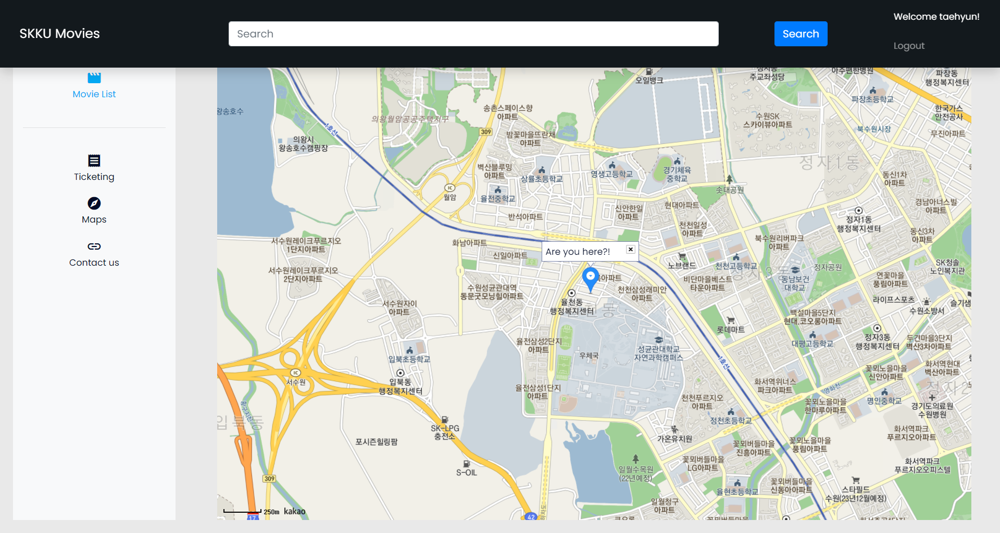 Welcome taehyun!
SKKU Movies
Search
Search
Logout
Movie List
Ticketing
Maps
Contact us
오일뱅크
주교좌성당
아주편한병원
파장동
행정복지센터
파장초등학교
왕송호수
송촌스페이스향
아파트
의왕월암공공주택지구
1호선
수원SK
스카이뷰아파트
한국가스
안전공사
북수원시장
무진아파트
309
밤꽃마을뜨란채
아파트
의왕시
왕송호수캠핑장
정자1동
벽산블루밍
아파트
상률초등학교
영생고등학교
경기체육
중학교
동신1차
아파트
IC
월암
율전중학교
솟대공원
경남아너스빌
아파트
반석아파트
신안한일
아파트
현대아파트
정자1동
행정복지센터
천천일성
아파트
동신3차
아파트
서수원레이크푸르지오
1단지아파트
화남아파트
북수원리버파크
아파트
Are you here?!
신일아파트
노브랜드
천천고등학교
정자3동
정자공원
SK청솔
노인복지관
서수원레이크푸르지오
2단지아파트
비단마을베스트
타운아파트
동남보건
대학교
연꽃마을
풍림아파트
수원성균관대역
동문굿모닝힐아파트
천천삼성래미안
아파트
율천동
행정복지센터
서수원자이
아파트
라이프스포츠
수원소방서
슬기샘
백설마을5단지
현대,코오롱아파트
롯데마트
정자3동
행정복지센터
두견마을3단지
벽산3차아파트
율전삼성2단지
아파트
우체국
성균관대학교
자연과학캠퍼스
대평고등학교
입북초등학교
1호선
화서역현대
벽산아파트
꽃뫼노을마을
신안아파트
IC
서수원
입북동
행정복지센터
율전삼성1단지
아파트
화서역위너스
파크아파트
영화천
정자2
천천푸르지오
아파트
명인중학교
꽃뫼노을마을
한마루아파트
경기도의료원
수원병원
황구지천
입북동
정천초등학교
SK-LPG
충전소
가온유치원
화서역파크
푸르지오아파트
포시즌힐링팜
꽃뫼버들마을
진흥아파트
꽃뫼노을마을
풍림아파트
꽃뫼버들마을
LG아파트
화서역파크
푸르지오오피스텔
S-OIL
일월수목원
(22년예정)
309
율현초등학교
꽃뫼버들마을
신동아아파트
스타필드
수원(23년12월예정)
일월청구
아파트
250m kakao
17
42